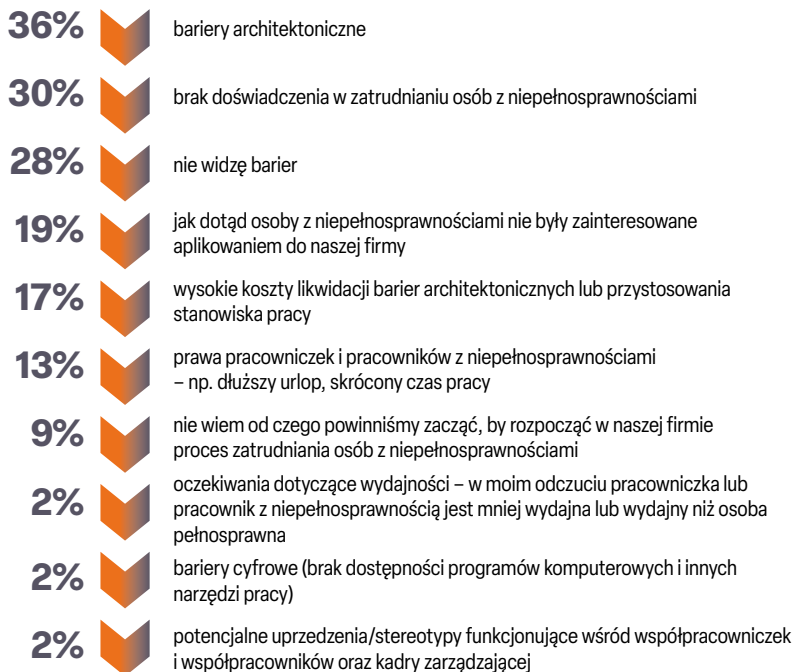 36% bariery architektoniczne
30% brak doświadczenia w zatrudnianiu osób z niepełnosprawnościami
28% nie widzę barier
19% jak dotąd osoby z niepełnosprawnościami nie były zainteresowane
aplikowaniem do naszej firmy
17% wysokie koszty likwidacji barier architektonicznych lub przystosowania
stanowiska pracy
13% prawa pracowniczek i pracowników z niepełnosprawnościami
– np. dłuższy urlop, skrócony czas pracy
9% nie wiem od czego powinniśmy zacząć, by rozpocząć w naszej firmie
proces zatrudniania osób z niepełnosprawnościami
2% oczekiwania dotyczące wydajności – w moim odczuciu pracowniczka lub
pracownik z niepełnosprawnością jest mniej wydajna lub wydajny niż osoba
pełnosprawna
2% bariery cyfrowe (brak dostępności programów komputerowych i innych
narzędzi pracy)
2% potencjalne uprzedzenia/stereotypy funkcjonujące wśród współpracowniczek
i współpracowników oraz kadry zarządzającej